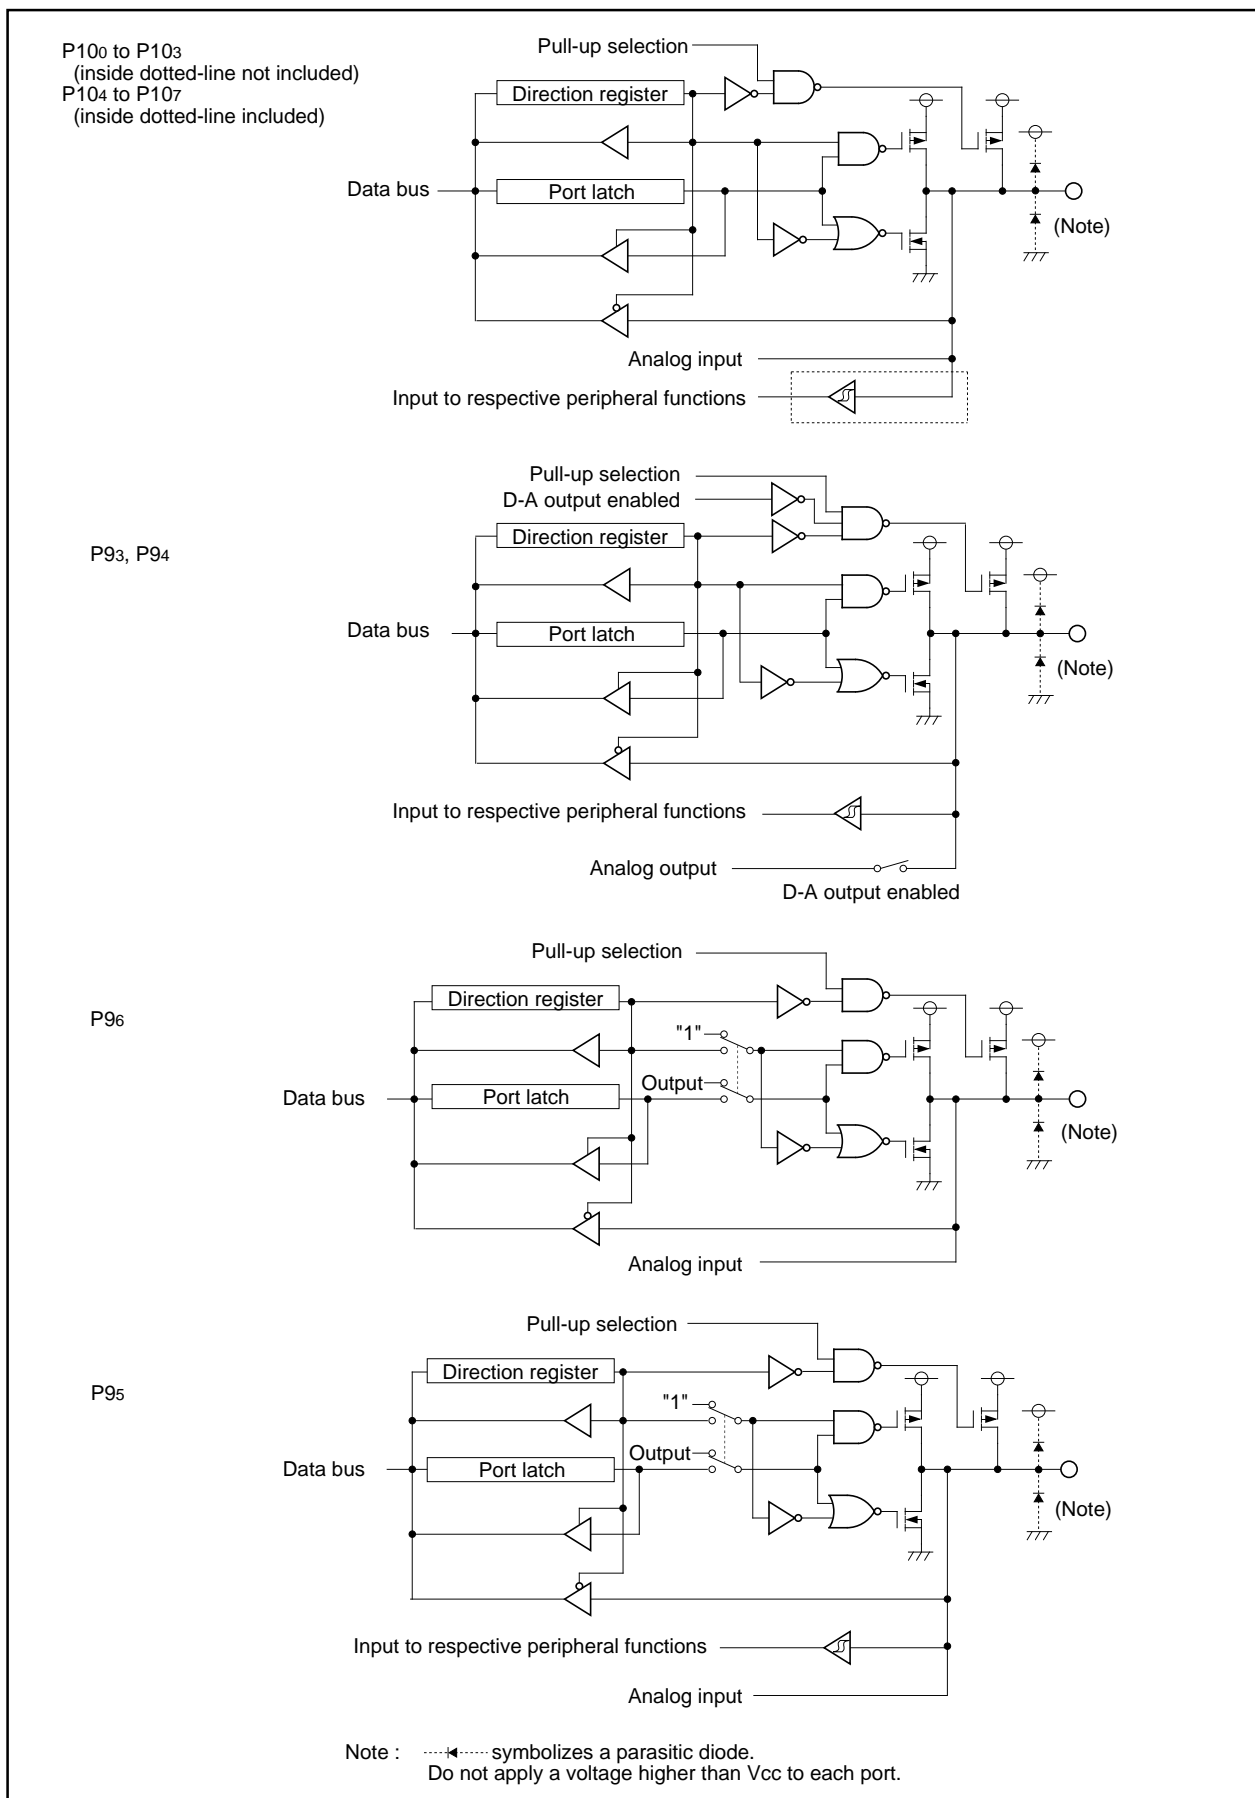 P100 to P103
(inside dotted-line not included)
P104 to P107
(inside dotted-line included)
Pull-up selection
Direction register
Data bus
Port latch
(Note)
Analog input
Input to respective peripheral functions
P93, P94
Pull-up selection
D-A output enabled
Direction register
Data bus
Port latch
(Note)
Input to respective peripheral functions
Analog output
D-A output enabled
P96
Pull-up selection
Direction register
"1"
Output
Data bus
Port latch
(Note)
Analog input
P95
Pull-up selection
Direction register
"1"
Output
Data bus
Port latch
(Note)
Input to respective peripheral functions
Analog input
Note : symbolizes a parasitic diode.
Do not apply a voltage higher than Vcc to each port.